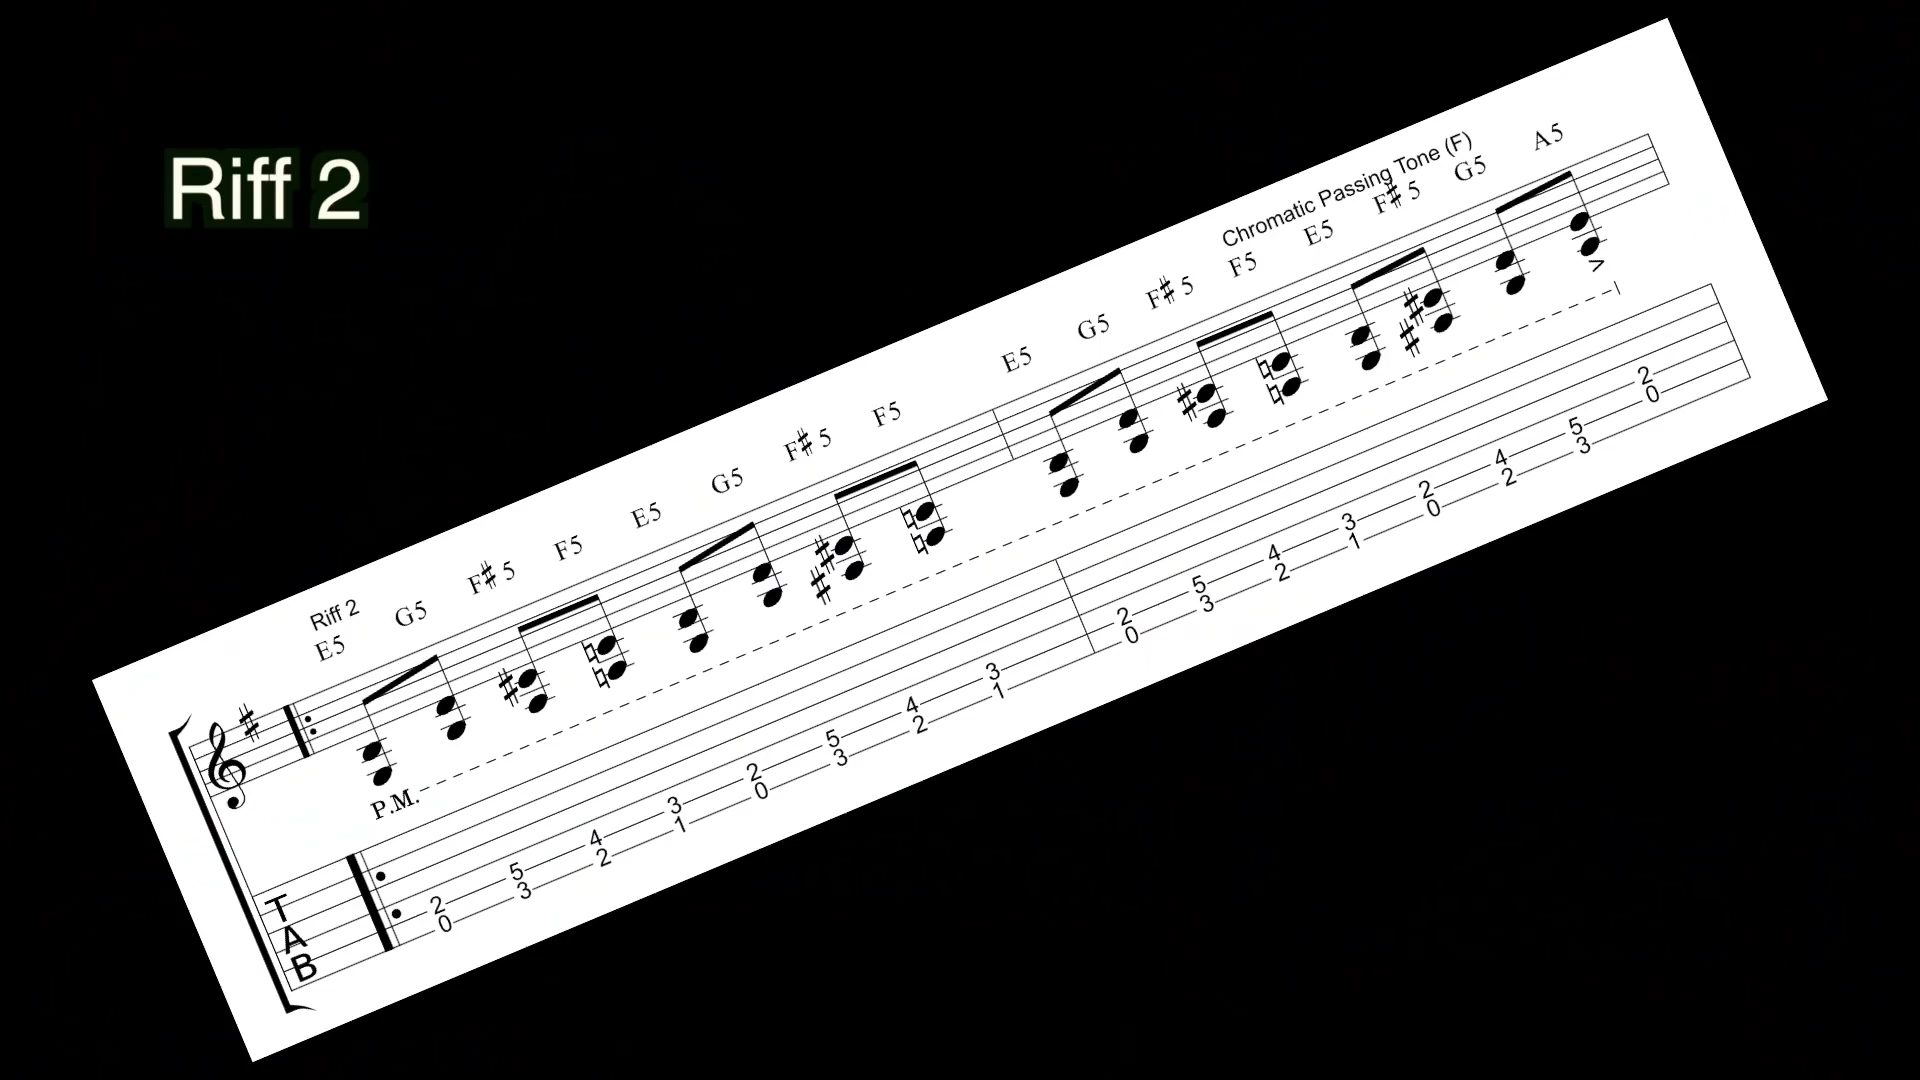 Riff 2
Chromatic Passing Tone (F)
Riff 2
E5 G5 F♯5 F5 E5 G5 F♯5 F5 E5 G5 F♯5 F5 E5 F♯5 G5 A5
P.M.
T
A
B
2 5 4 3 2 5 4 3 2 5 4 3 2 4 5 2
0 3 2 1 0 3 2 1 0 3 2 1 0 2 3 0